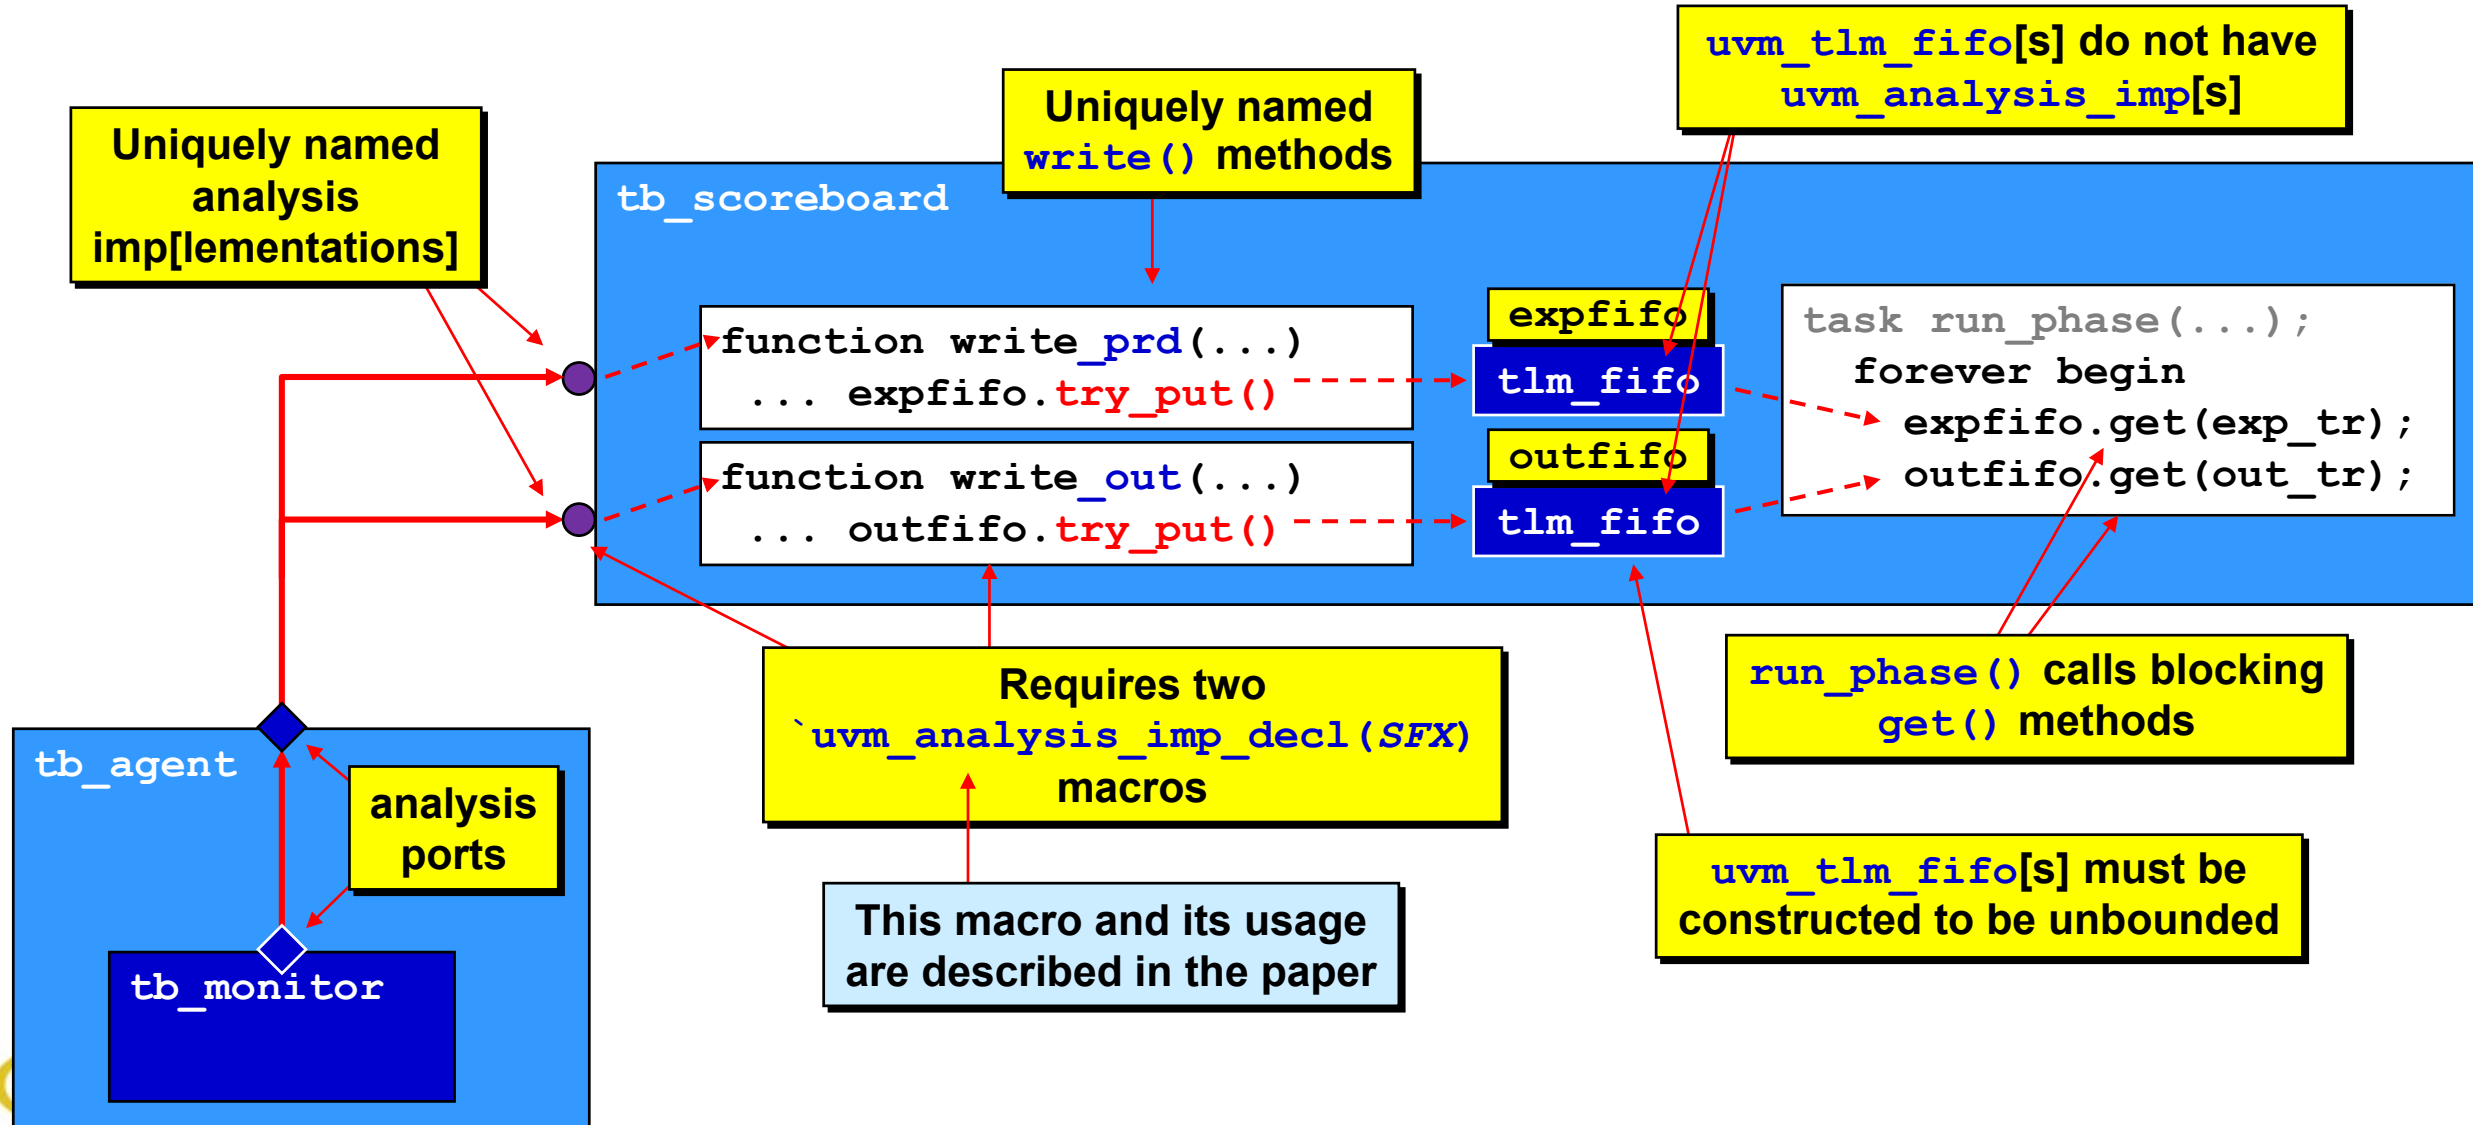 uvm_tlm_fifo[s] do not have
uvm_analysis_imp[s]
Uniquely named
write() methods
Uniquely named
analysis
imp[lementations]
tb_scoreboard
function write_prd(...)
... expfifo.try_put()
function write_out(...)
... outfifo.try_put()
expfifo
tlm_fifo
outfifo
tlm_fifo
task run_phase(...);
forever begin
expfifo.get(exp_tr);
outfifo.get(out_tr);
Requires two
`uvm_analysis_imp_decl(SFX)
macros
run_phase() calls blocking
get() methods
tb_agent
analysis
ports
tb_monitor
This macro and its usage
are described in the paper
uvm_tlm_fifo[s] must be
constructed to be unbounded